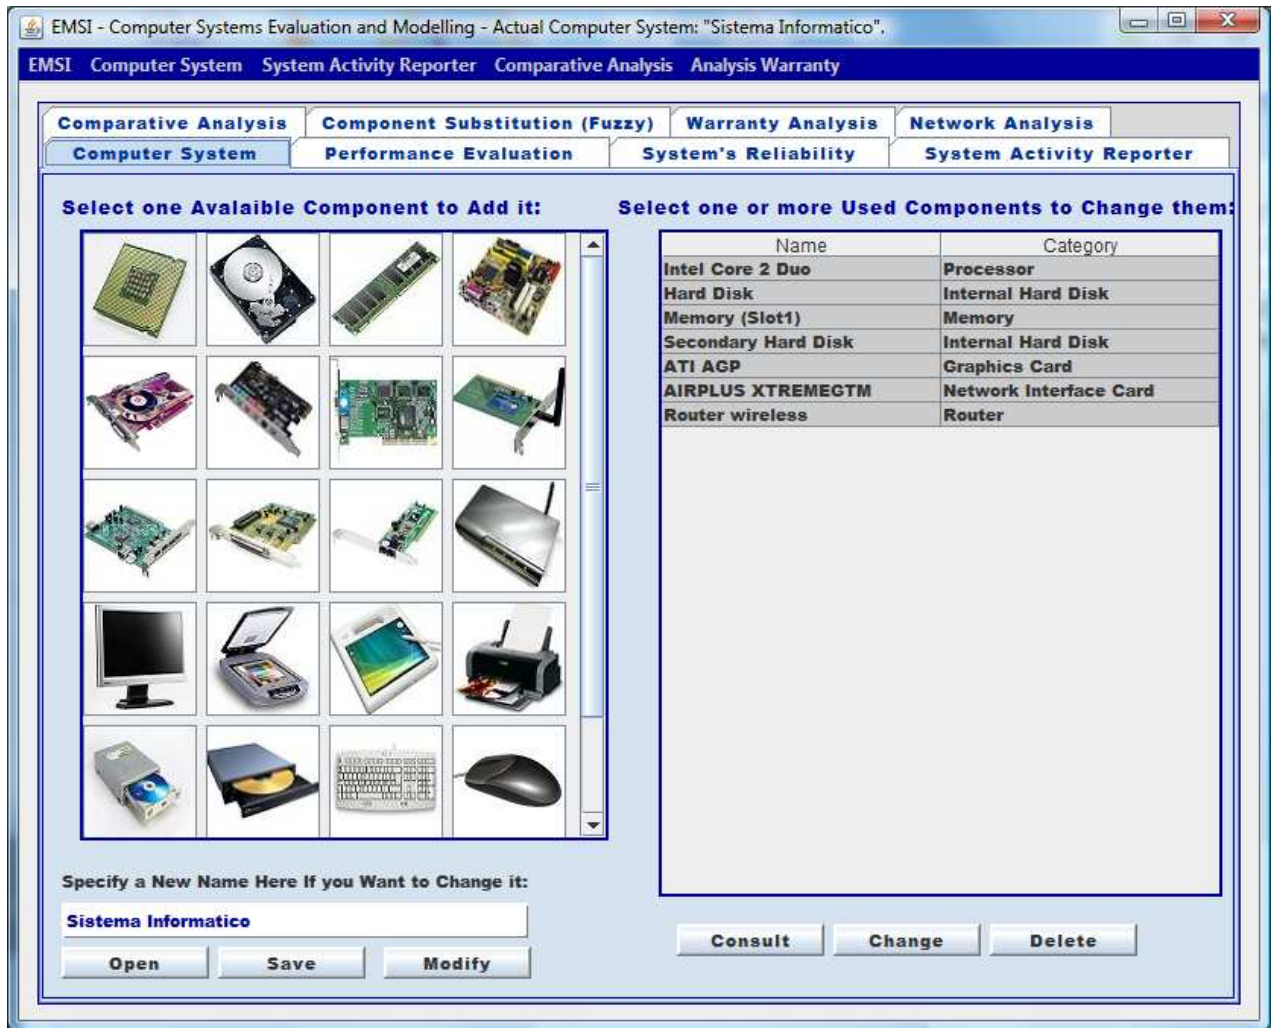 EMSI - Computer Systems Evaluation and Modelling - Actual Computer System: "Sistema Informatico".
EMSI Computer System System Activity Reporter Comparative Analysis Analysis Warranty
Comparative Analysis Component Substitution (Fuzzy) Warranty Analysis Network Analysis
Computer System Performance Evaluation System's Reliability System Activity Reporter
Select one Avalaible Component to Add it:
Select one or more Used Components to Change them:
Name Category
Intel Core 2 Duo Processor
Hard Disk Internal Hard Disk
Memory (Slot1) Memory
Secondary Hard Disk Internal Hard Disk
ATI AGP Graphics Card
AIRPLUS XTREMEGTM Network Interface Card
Router wireless Router
Specify a New Name Here If you Want to Change it:
Sistema Informatico
Open Save Modify
Consult Change Delete